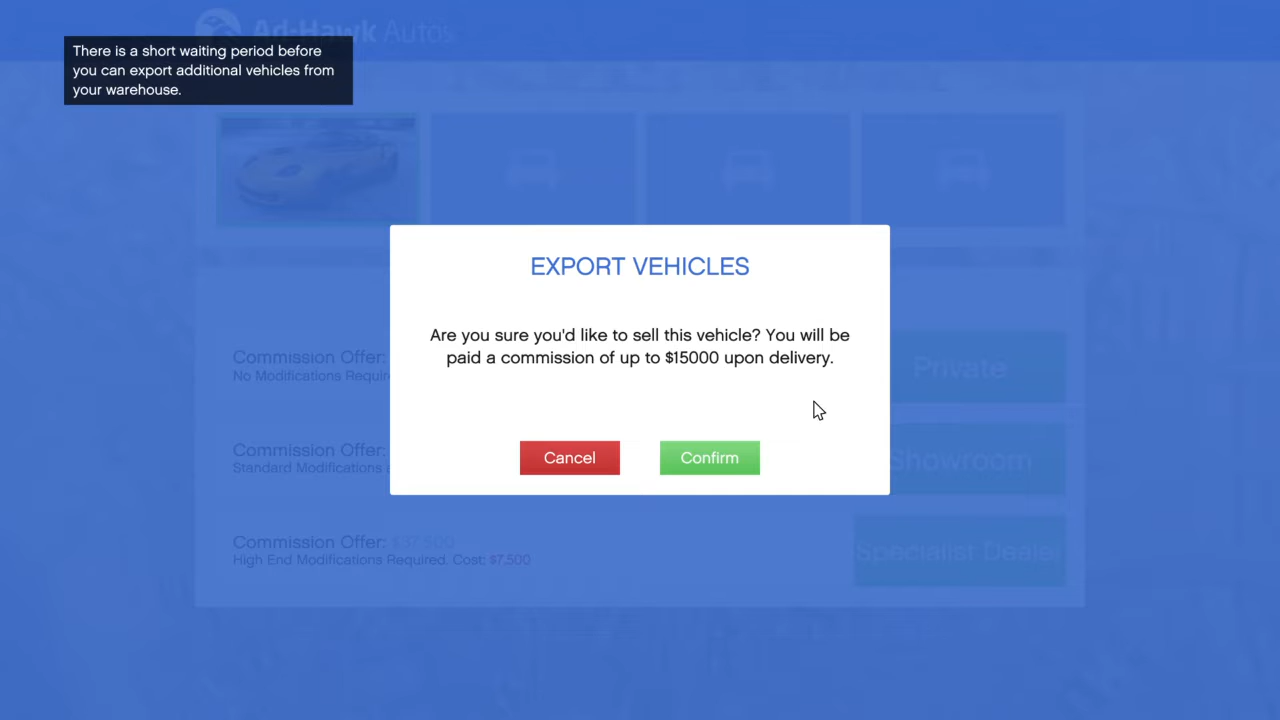 Ad-Hawk Autos
There is a short waiting period before
you can export additional vehicles from
your warehouse.
EXPORT VEHICLES
Are you sure you'd like to sell this vehicle? You will be
paid a commission of up to $15000 upon delivery.
Cancel
Confirm
Commission Offer:
No Modifications
Private
Commission Offer:
Standard Modifications
Showroom
Commission Offer: $37,500
High End Modifications Required. Cost: $7,500
Specialist Dealer